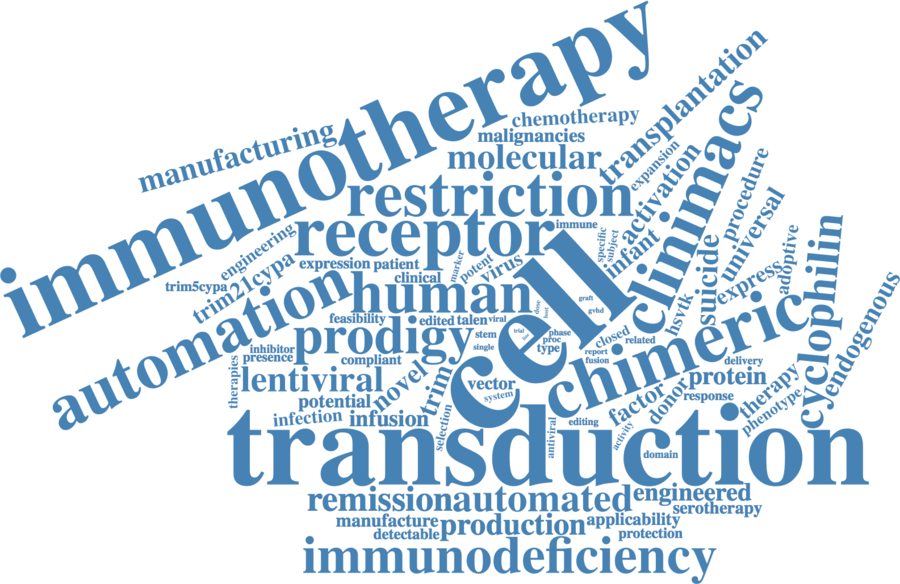 immunotherapy
transplantation
chemotherapy
malignancies
manufacturing
molecular
expansion
clinimacs
restriction
activation
procedure
receptor
immune
specific
subject
infant
universal
engineering
expression patient
marker
potent
virus
cell
suicide
adoptive
trim5cypa
trim21cypa
clinical
human
data
graft
gvhd
hsvtk
express
cyclophilin
endogenous
automation
feasibility
edited talen viral
trial
phase
proc
closed
related
chimeric
prodigy
stem
single
type
report
fusion
inhibitor
presence
compliant
therapies
lentiviral
novel
trim
vector
system
factor
donor
protein
delivery
response
therapy
phenotype
potential
infection
infusion
selection
antiviral
editing
activity
domain
transduction
remission automated engineered
serotherapy
manufacture production applicability
detectable
protection
immunodeficiency